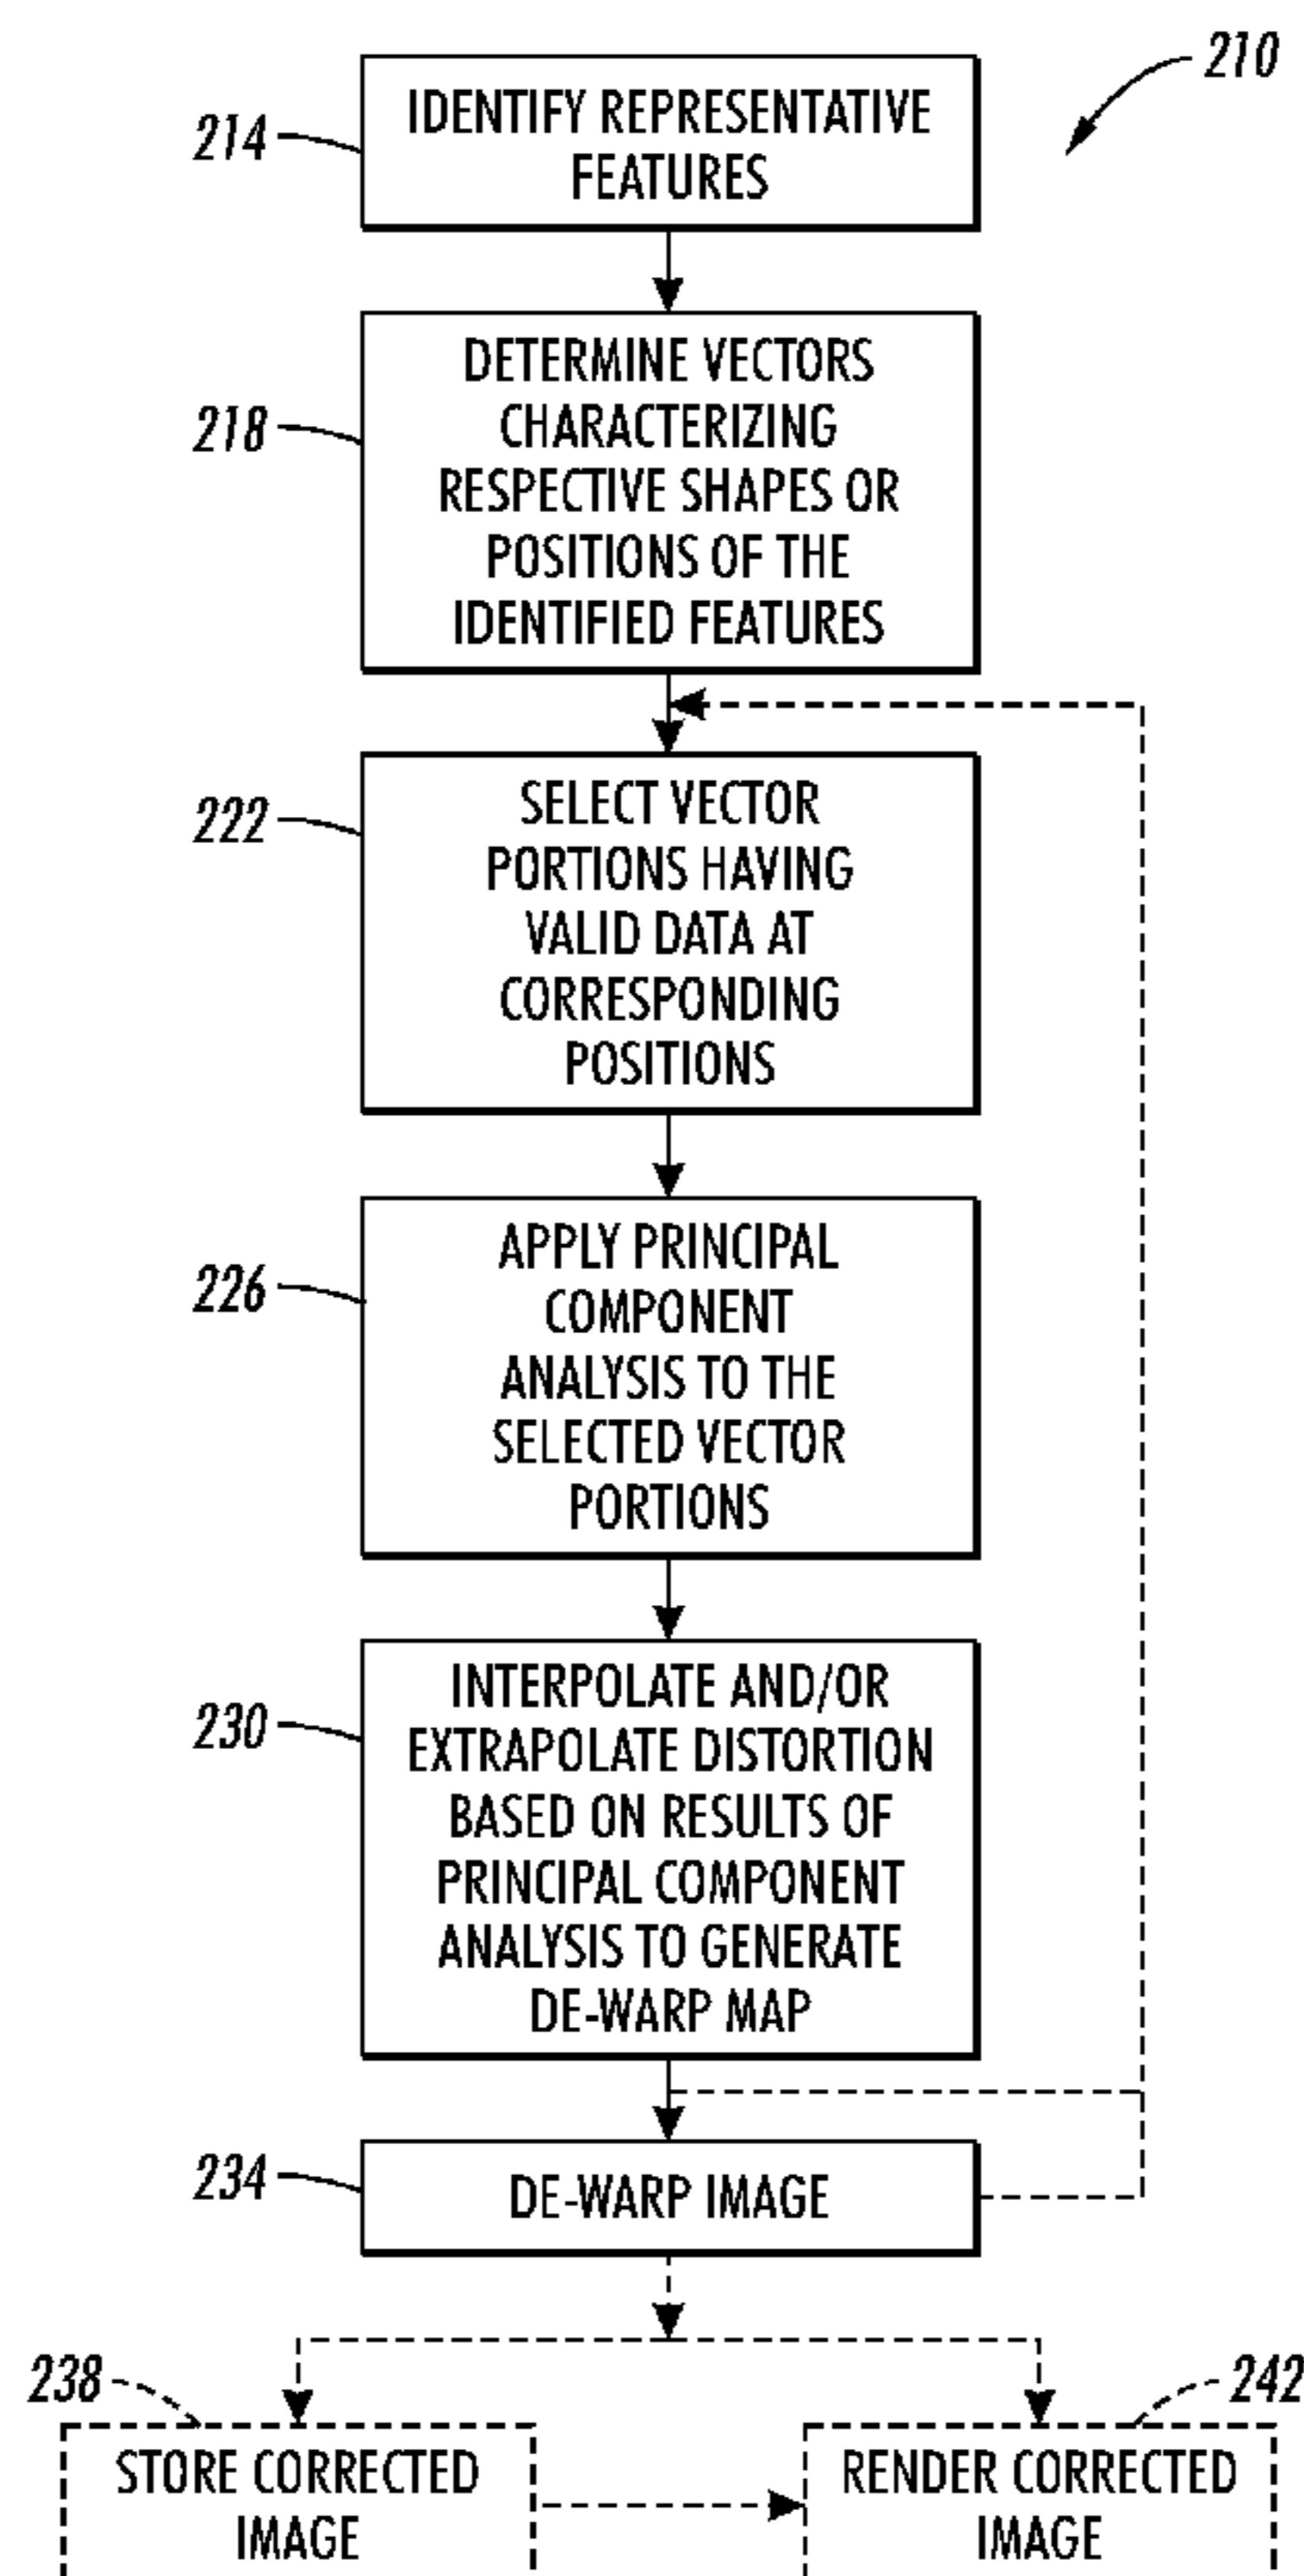 210
214
IDENTIFY REPRESENTATIVE
FEATURES
218
DETERMINE VECTORS
CHARACTERIZING
RESPECTIVE SHAPES OR
POSITIONS OF THE
IDENTIFIED FEATURES
222
SELECT VECTOR
PORTIONS HAVING
VALID DATA AT
CORRESPONDING
POSITIONS
226
APPLY PRINCIPAL
COMPONENT
ANALYSIS TO THE
SELECTED VECTOR
PORTIONS
230
INTERPOLATE AND/OR
EXTRAPOLATE DISTORTION
BASED ON RESULTS OF
PRINCIPAL COMPONENT
ANALYSIS TO GENERATE
DE-WARP MAP
234
DE-WARP IMAGE
238
STORE CORRECTED
IMAGE
242
RENDER CORRECTED
IMAGE